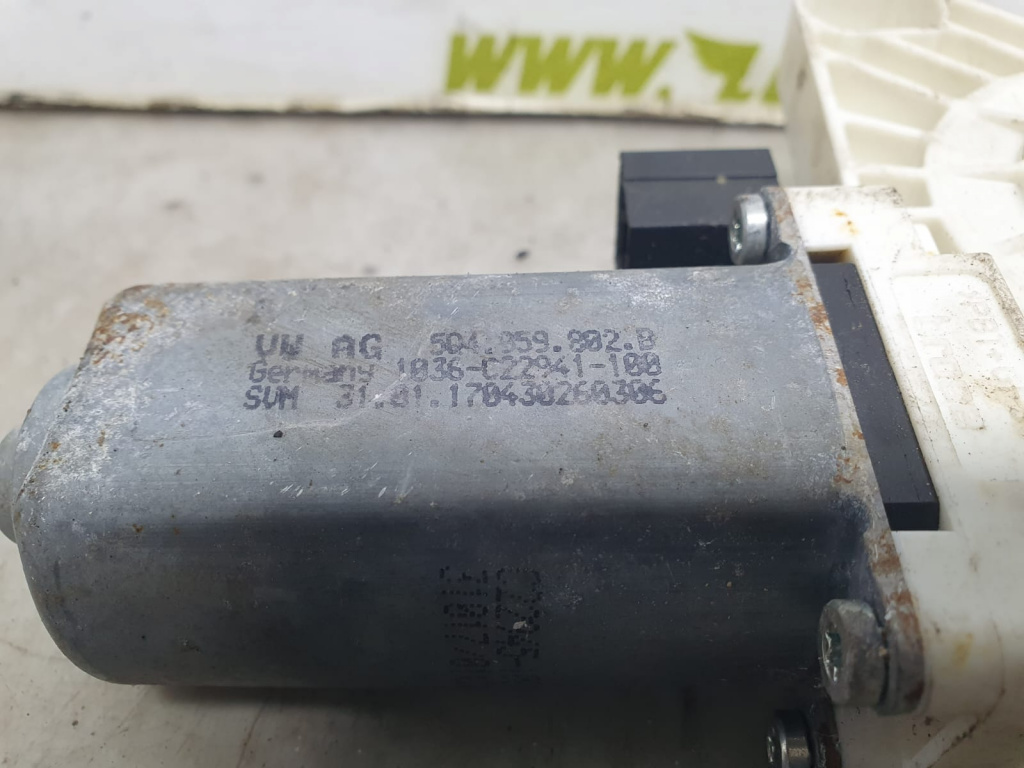 www.
VW AG 5Q4.959.802.B
Germany 1036-C22941-100
SVM 31.01.170430260306